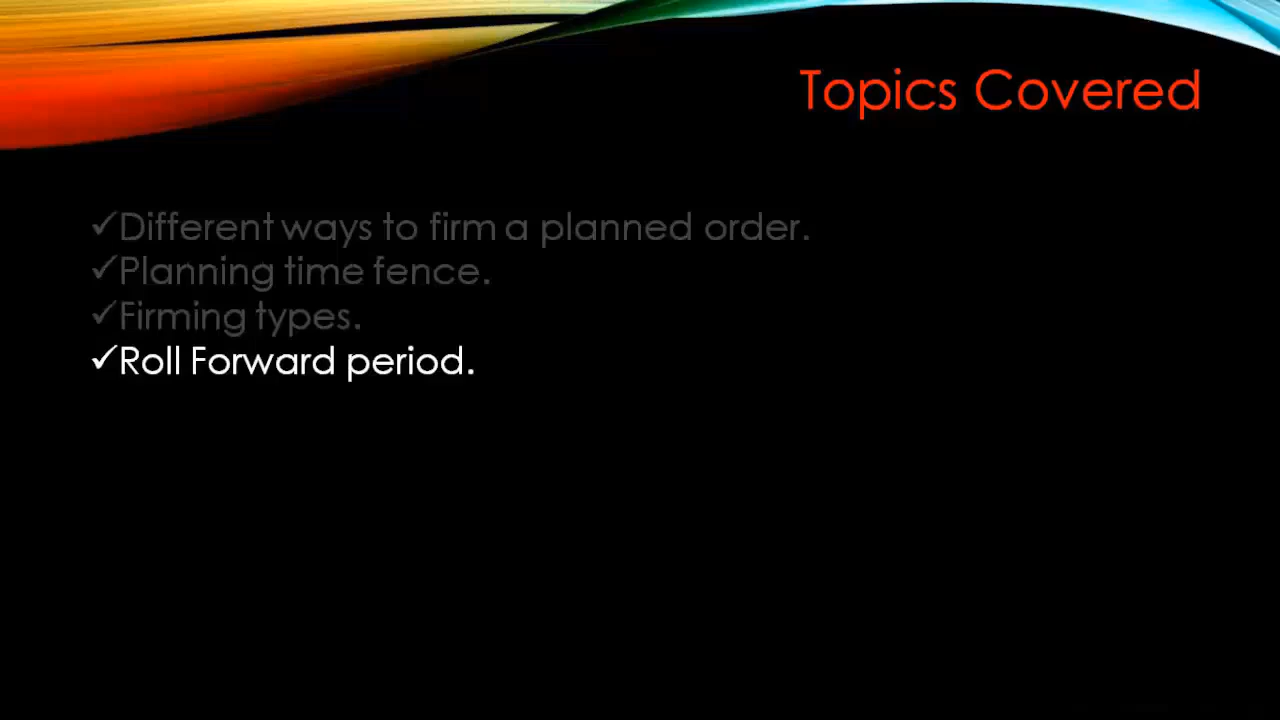 Topics Covered
✓Different ways to firm a planned order.
✓Planning time fence.
✓Firming types.
✓Roll Forward period.